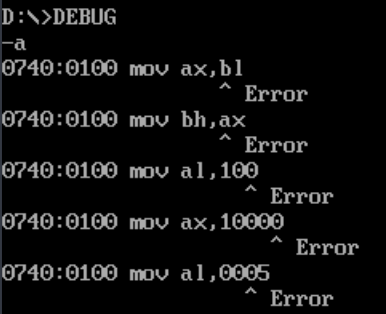 D:\>DEBUG
-a
0740:0100 mov ax,bl
^ Error
0740:0100 mov bh,ax
^ Error
0740:0100 mov al,100
^ Error
0740:0100 mov ax,10000
^ Error
0740:0100 mov al,0005
^ Error